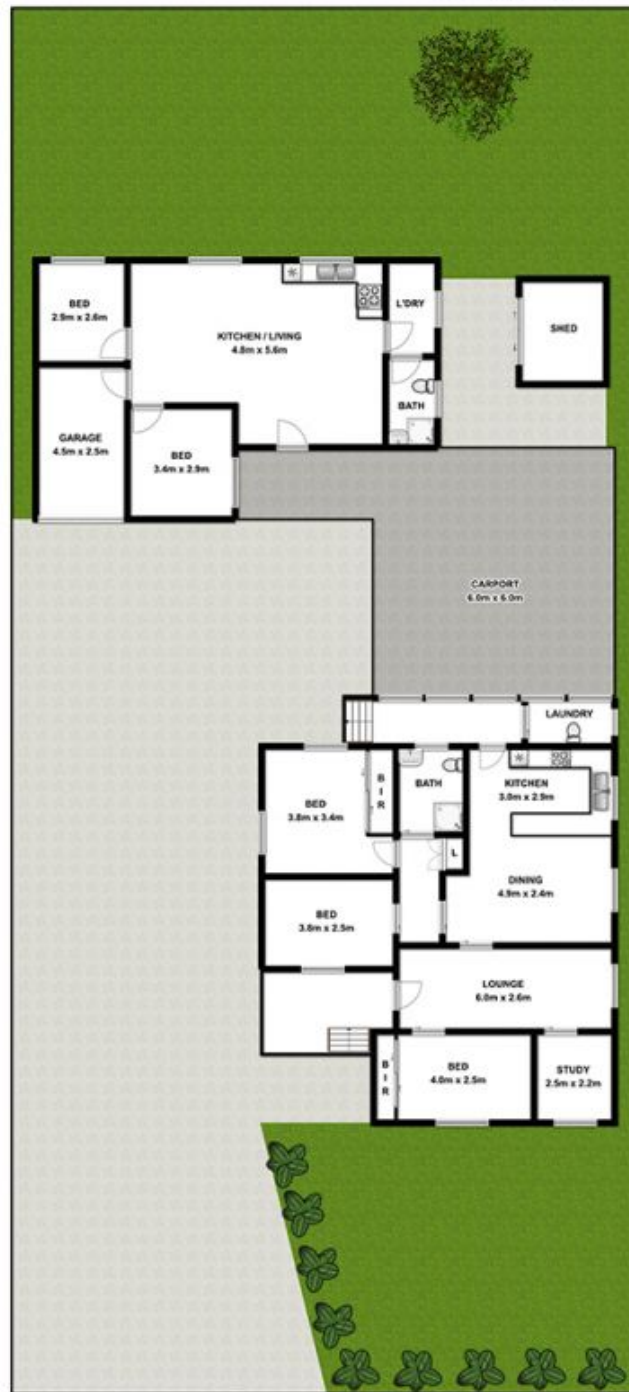 BED
2.9m x 2.6m
KITCHEN / LIVING
4.8m x 5.6m
L'DRY
SHED
BATH
GARAGE
4.5m x 2.5m
BED
3.4m x 2.9m
CARPORT
6.0m x 6.0m
LAUNDRY
BED
3.8m x 3.4m
B
I
R
BATH
KITCHEN
3.0m x 2.9m
L
DINING
4.9m x 2.4m
BED
3.8m x 2.5m
LOUNGE
6.0m x 2.6m
B
I
R
BED
4.0m x 2.5m
STUDY
2.5m x 2.2m